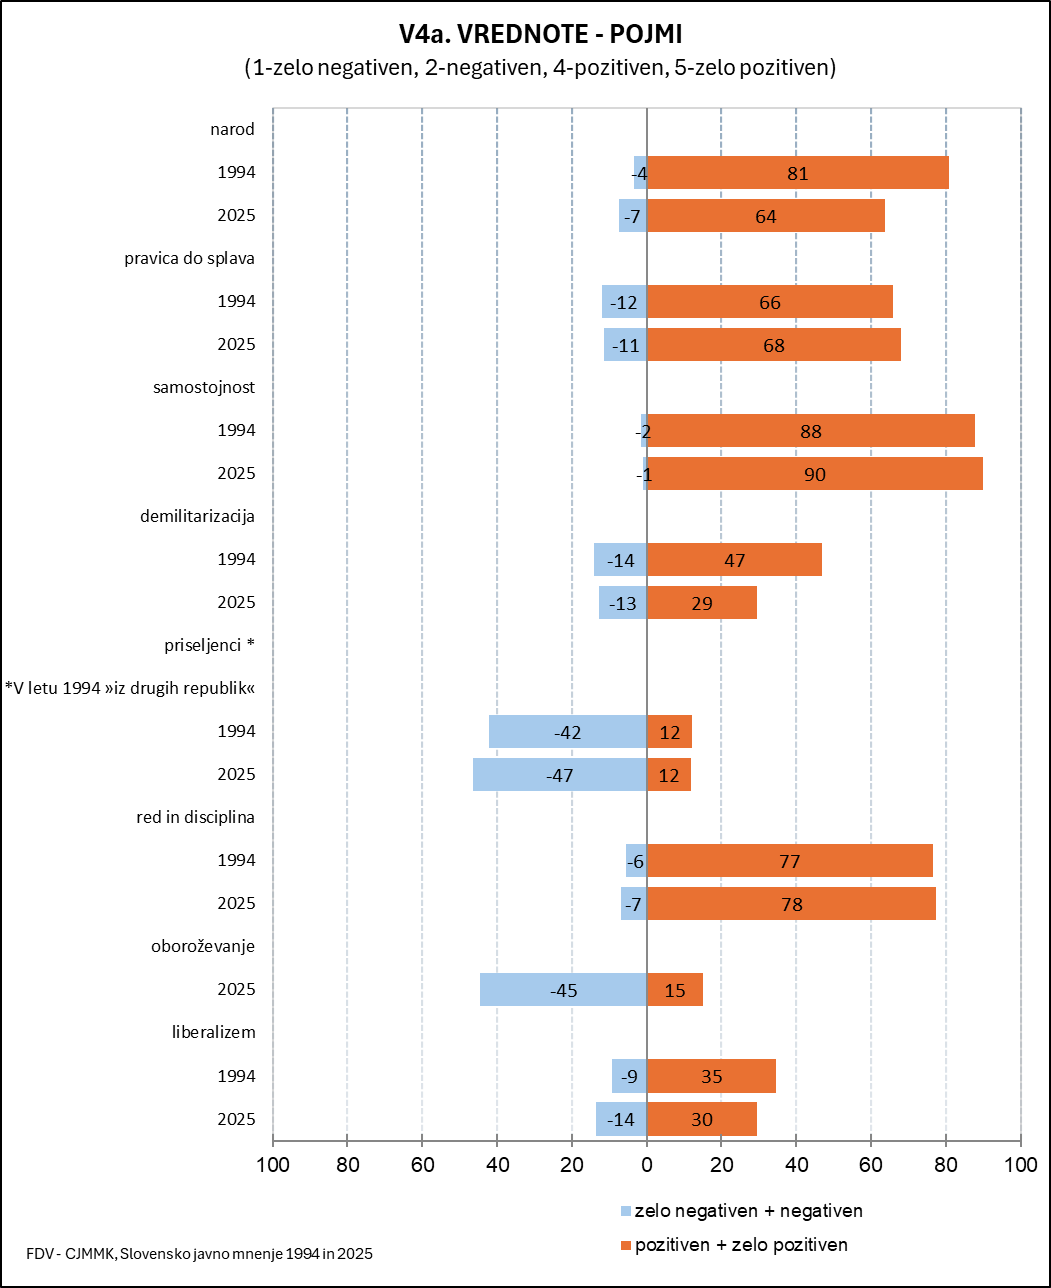 V4a. VREDNOTE - POJMI
(1-zelo negativen, 2-negativen, 4-pozitiven, 5-zelo pozitiven)
narod
1994 -4 81
2025 -7 64
pravica do splava
1994 -12 66
2025 -11 68
samostojnost
1994 -2 88
2025 -1 90
demilitarizacija
1994 -14 47
2025 -13 29
priseljenci *
*V letu 1994 »iz drugih republik«
1994 -42 12
2025 -47 12
red in disciplina
1994 -6 77
2025 -7 78
oboroževanje
2025 -45 15
liberalizem
1994 -9 35
2025 -14 30
100 80 60 40 20 0 20 40 60 80 100
zelo negativen + negativen
pozitiven + zelo pozitiven
FDV - CJMMK, Slovensko javno mnenje 1994 in 2025